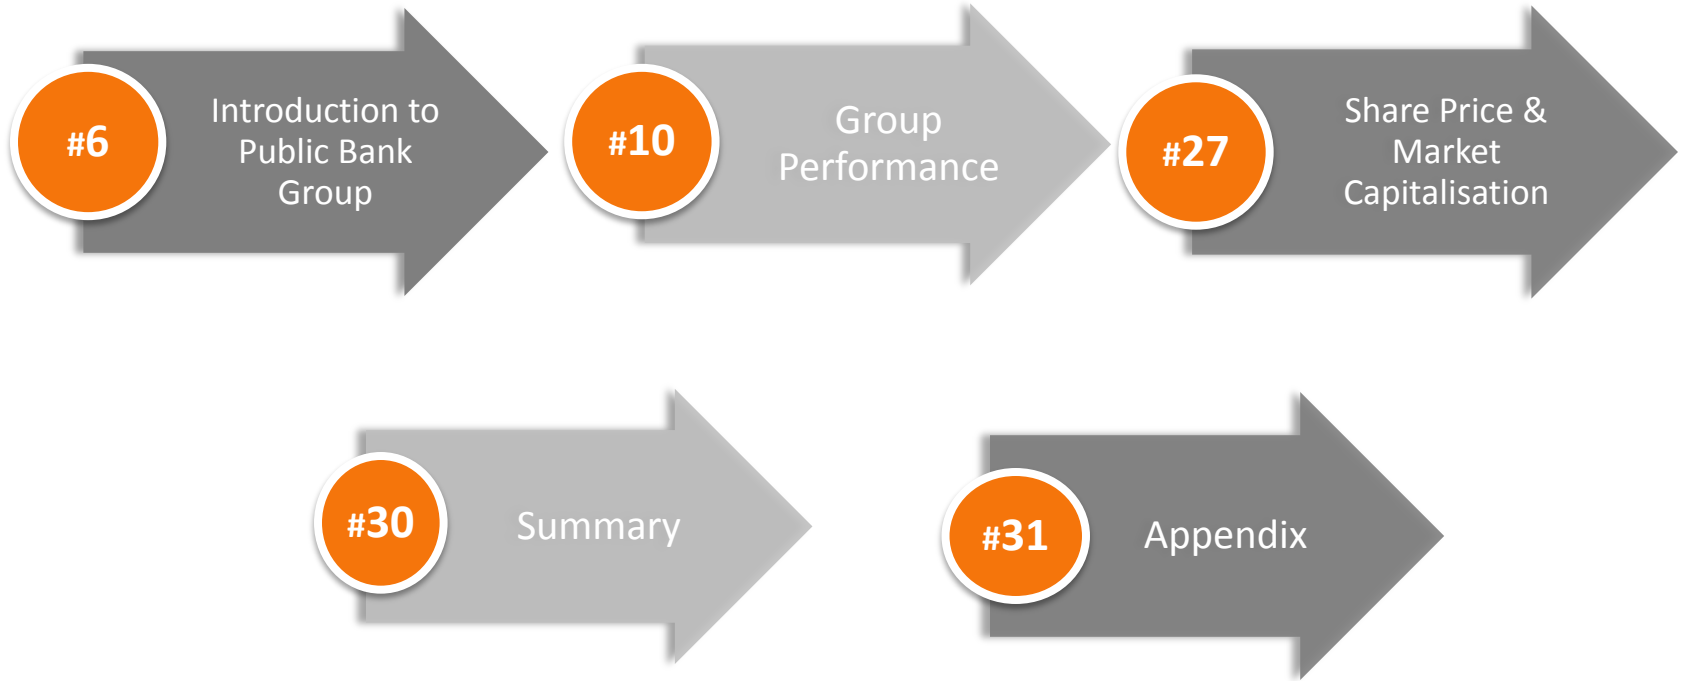 #6
Introduction to
Public Bank
Group
#10
Group
Performance
#27
Share Price &
Market
Capitalisation
#30
Summary
#31
Appendix